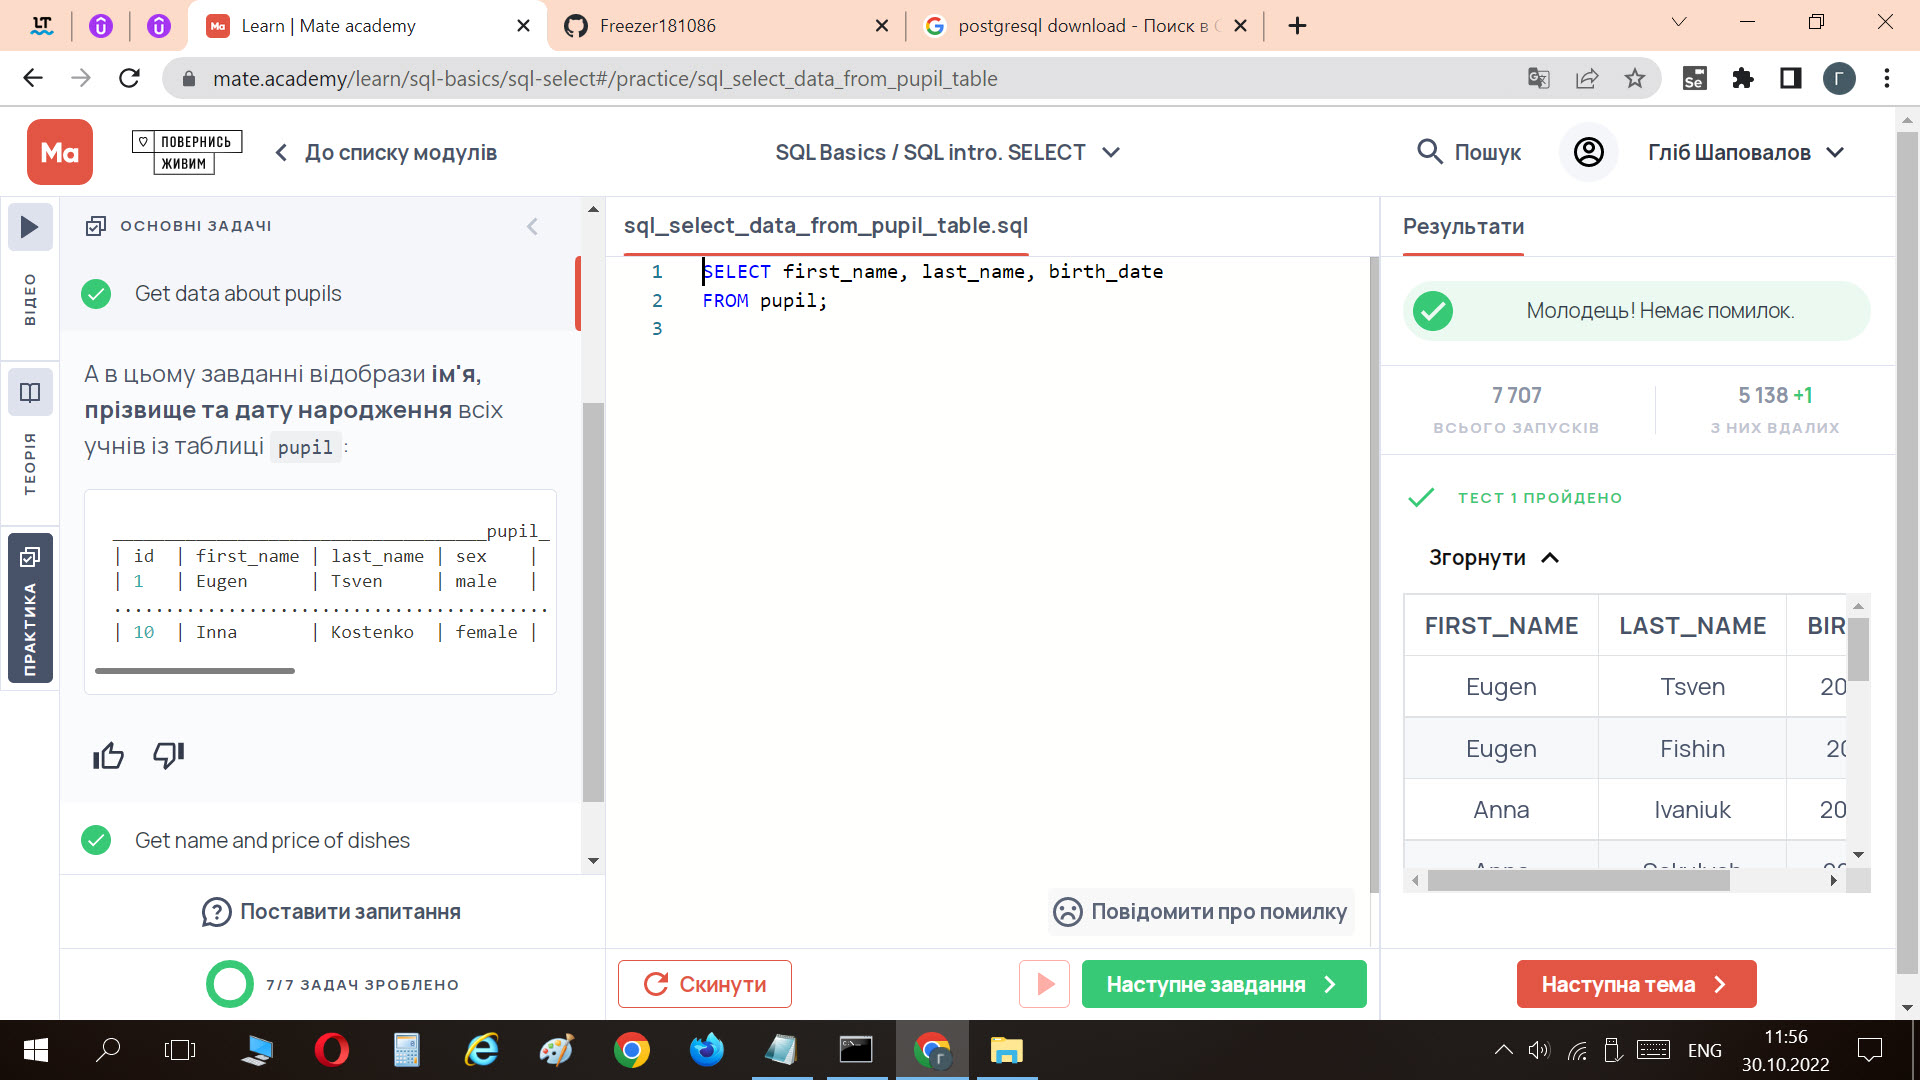 LT
Learn | Mate academy
Freezer181086
postgresql download - Поиск в
mate.academy/learn/sql-basics/sql-select#/practice/sql_select_data_from_pupil_table
Se
Г
Ma
ПОВЕРНИСЬ
ЖИВИМ
До списку модулів
SQL Basics / SQL intro. SELECT
Пошук
Гліб Шаповалов
ВІДЕО
ТЕОРІЯ
ПРАКТИКА
ОСНОВНІ ЗАДАЧІ
Get data about pupils
А в цьому завданні відобрази ім'я,
прізвище та дату народження всіх
учнів із таблиці pupil :
____________________________________pupil_
| id | first_name | last_name | sex |
| 1 | Eugen | Tsven | male |
..........................................
| 10 | Inna | Kostenko | female |
Get name and price of dishes
Поставити запитання
7/7 ЗАДАЧ ЗРОБЛЕНО
sql_select_data_from_pupil_table.sql
1 SELECT first_name, last_name, birth_date
2 FROM pupil;
3
Повідомити про помилку
Скинути
Наступне завдання
Результати
Молодець! Немає помилок.
7 707
ВСЬОГО ЗАПУСКІВ
5 138 +1
З НИХ ВДАЛИХ
ТЕСТ 1 ПРОЙДЕНО
Згорнути
FIRST_NAME LAST_NAME BIR
Eugen Tsven 20
Eugen Fishin 20
Anna Ivaniuk 20
Наступна тема
ENG
11:56
30.10.2022